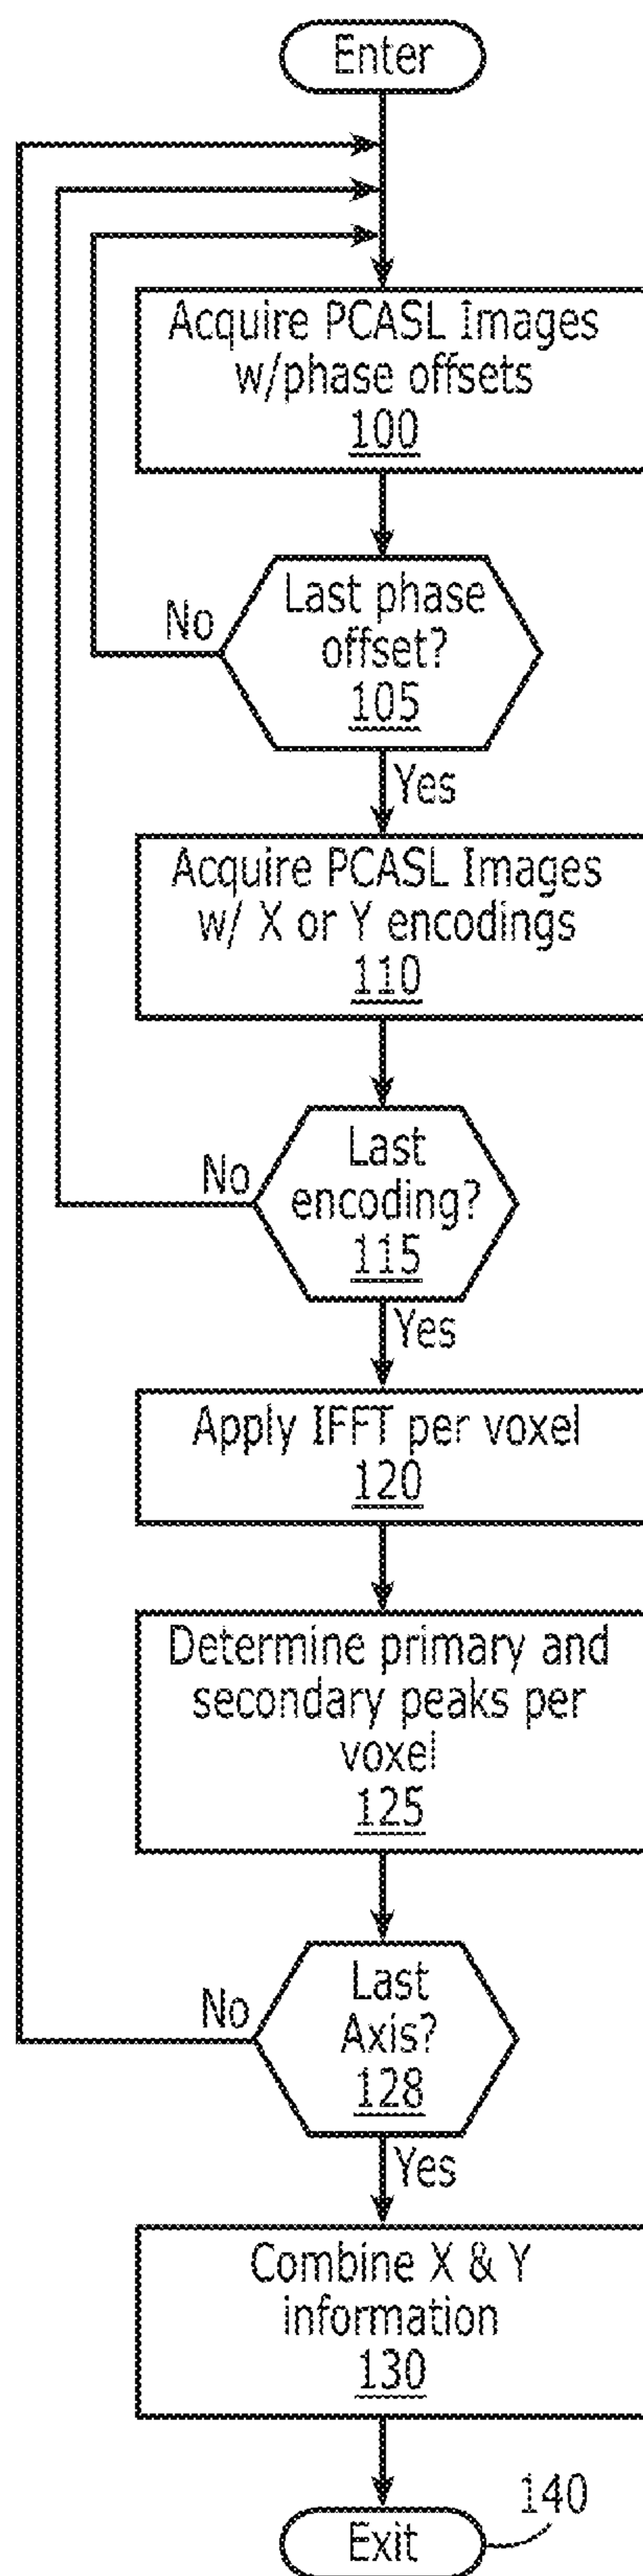 Enter
Acquire PCASL Images
w/phase offsets
100
Last phase
offset?
105
No
Yes
Acquire PCASL Images
w/ X or Y encodings
110
Last
encoding?
115
No
Yes
Apply IFFT per voxel
120
Determine primary and
secondary peaks per
voxel
125
Last
Axis?
128
No
Yes
Combine X & Y
information
130
140
Exit